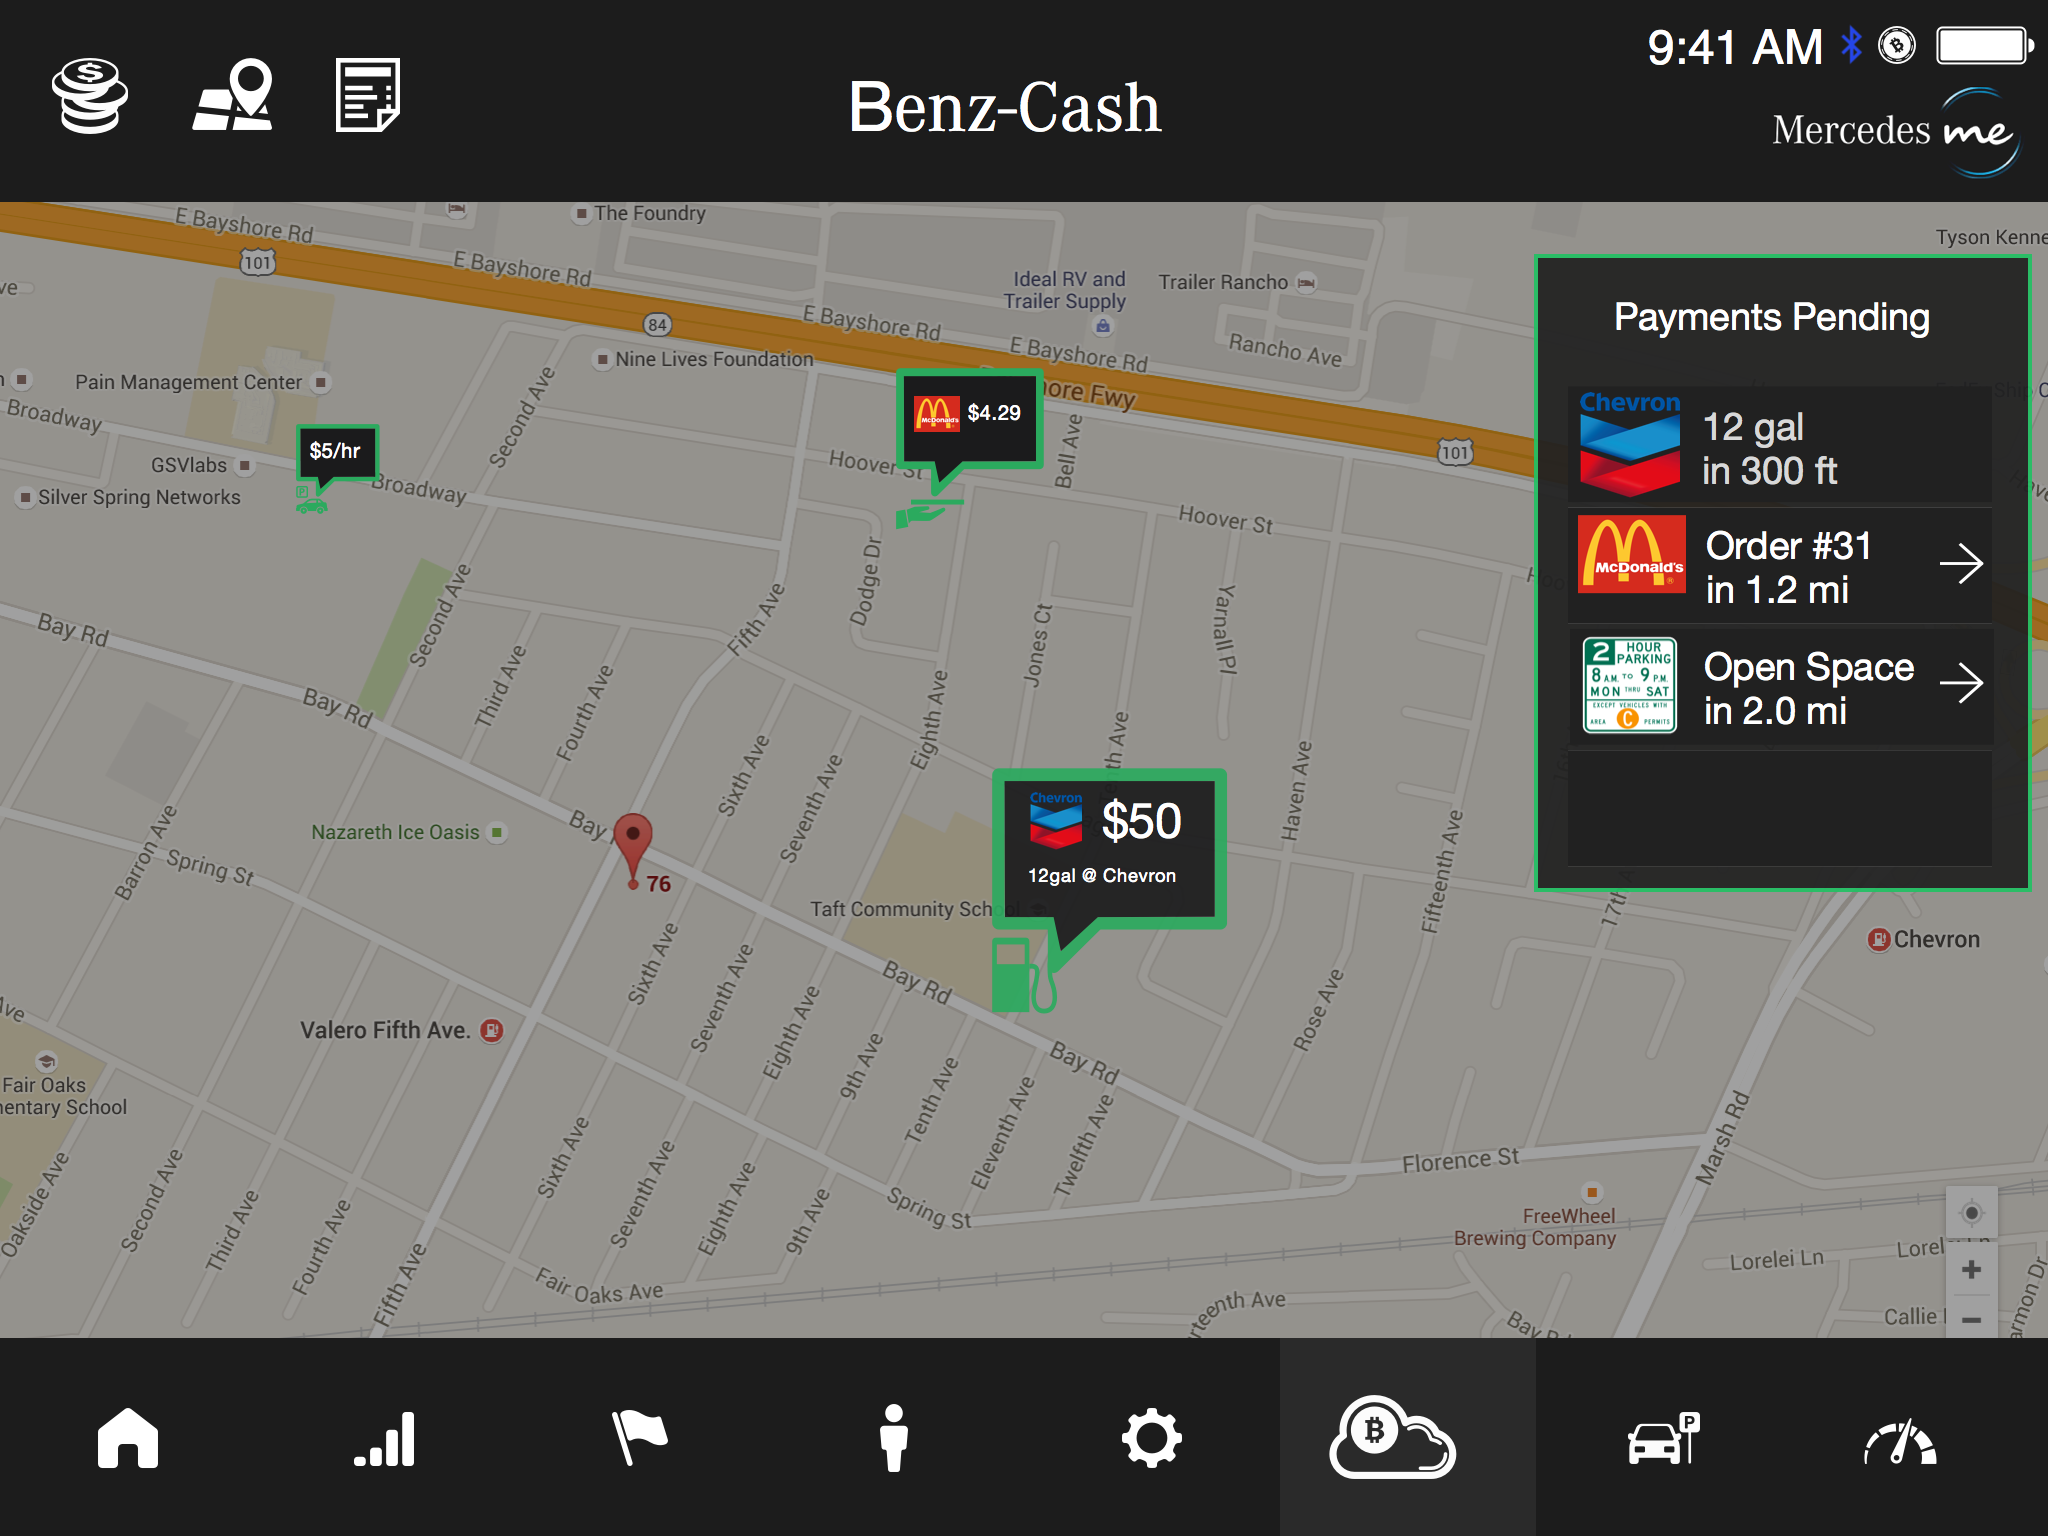 9:41 AM
Benz-Cash
Mercedes me
E Bayshore Rd
The Foundry
Tyson Kenne
101
E Bayshore Rd
Ideal RV and
Trailer Supply
Trailer Rancho
84
E Bayshore Rd
E Bayshore Rd
Rancho Ave
Nine Lives Foundation
Pain Management Center
Broadway
Second Ave
ore Fwy
McDonald's $4.29
Bell Ave
101
$5/hr
GSVlabs
Broadway
Hoover St
Silver Spring Networks
Hoover St
Payments Pending
Chevron
12 gal
in 300 ft
McDonald's
Order #31
in 1.2 mi
2 HOUR
PARKING
8 A.M. TO 9 P.M.
MON THRU SAT
EXCEPT VEHICLES WITH
AREA C PERMITS
Open Space
in 2.0 mi
Dodge Dr
Second Ave
Fifth Ave
Jones Ct
Yarnall Pl
Bay Rd
Bay Rd
Third Ave
Fourth Ave
Eighth Ave
Sixth Ave
Seventh Ave
nth Ave
Haven Ave
Nazareth Ice Oasis
Bay
76
Chevron
$50
12gal @ Chevron
Barron Ave
Spring St
Fifteenth Ave
17th
Taft Community School
Chevron
Sixth Ave
Seventh Ave
Bay Rd
Eighth Ave
Rose Ave
Valero Fifth Ave.
9th Ave
Bay Rd
Tenth Ave
Eleventh Ave
Twelfth Ave
Fair Oaks
mentary School
Marsh Rd
Florence St
Oakside Ave
Second Ave
Third Ave
Fourth Ave
Fifth Ave
Sixth Ave
Seventh Ave
Eighth Ave
9th Ave
Spring St
FreeWheel
Brewing Company
Lorelei Ln
Fair Oaks Ave
rteenth Ave
Callie
armon Dr